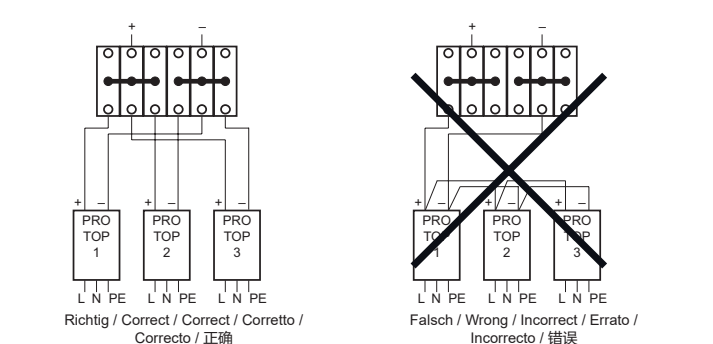 + –
+ – + – + –
PRO TOP 1 PRO TOP 2 PRO TOP 3
L N PE L N PE L N PE
Richtig / Correct / Correct / Corretto /
Correcto / 正确
+ –
+ – + – + –
PRO TOP 1 PRO TOP 2 PRO TOP 3
L N PE L N PE L N PE
Falsch / Wrong / Incorrect / Errato /
Incorrecto / 错误